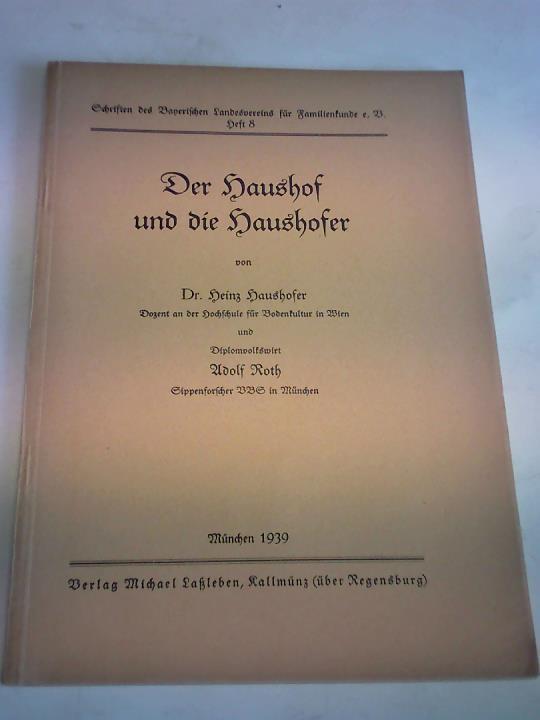 Schriften des Bayerischen Landesvereins für Familienkunde e. V.
Heft 8
Der Haushof
und die Haushofer
von
Dr. Heinz Haushofer
Dozent an der Hochschule für Bodenkultur in Wien
und
Diplomvolkswirt
Adolf Roth
Sippenforscher VBS in München
München 1939
Verlag Michael Laßleben, Kallmünz (über Regensburg)